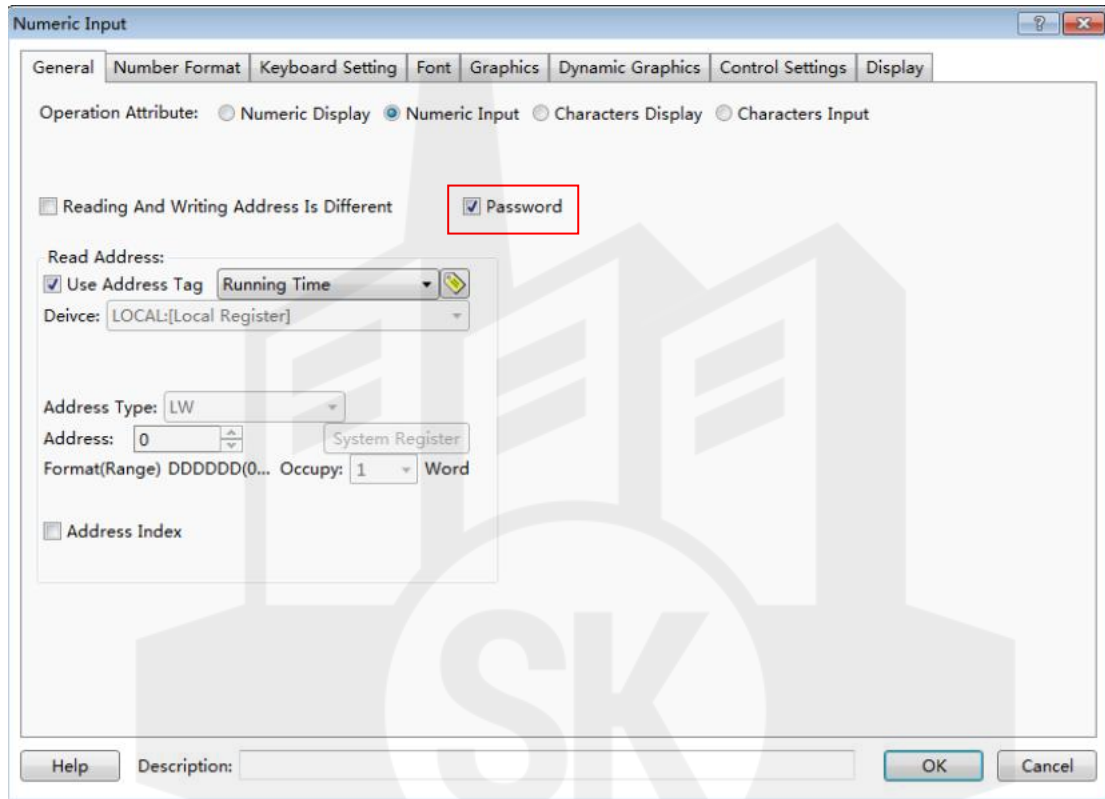 Numeric Input
General Number Format Keyboard Setting Font Graphics Dynamic Graphics Control Settings Display
Operation Attribute: Numeric Display Numeric Input Characters Display Characters Input
Reading And Writing Address Is Different Password
Read Address:
Use Address Tag Running Time
Deivce: LOCAL:[Local Register]
Address Type: LW
Address: 0 System Register
Format(Range) DDDDDD(0... Occupy: 1 Word
Address Index
SK
Help Description: OK Cancel